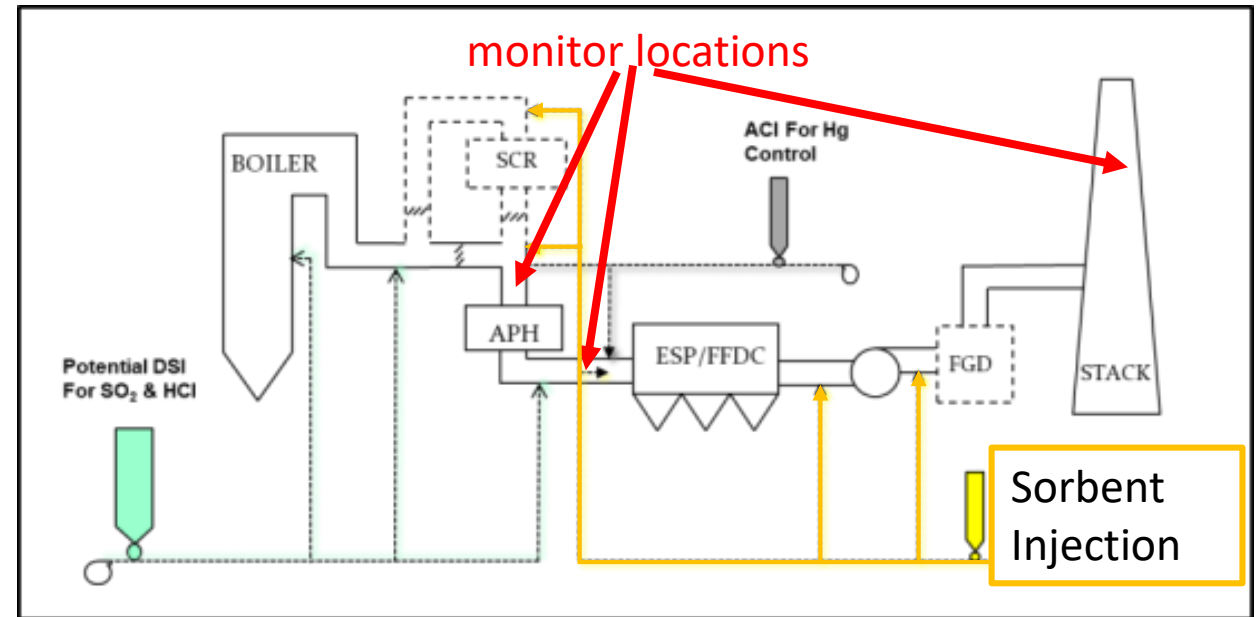 monitor locations
BOILER
SCR
ACI For Hg
Control
APH
ESP/FFDC
FGD
STACK
Potential DSI
For SO₂ & HCl
Sorbent
Injection